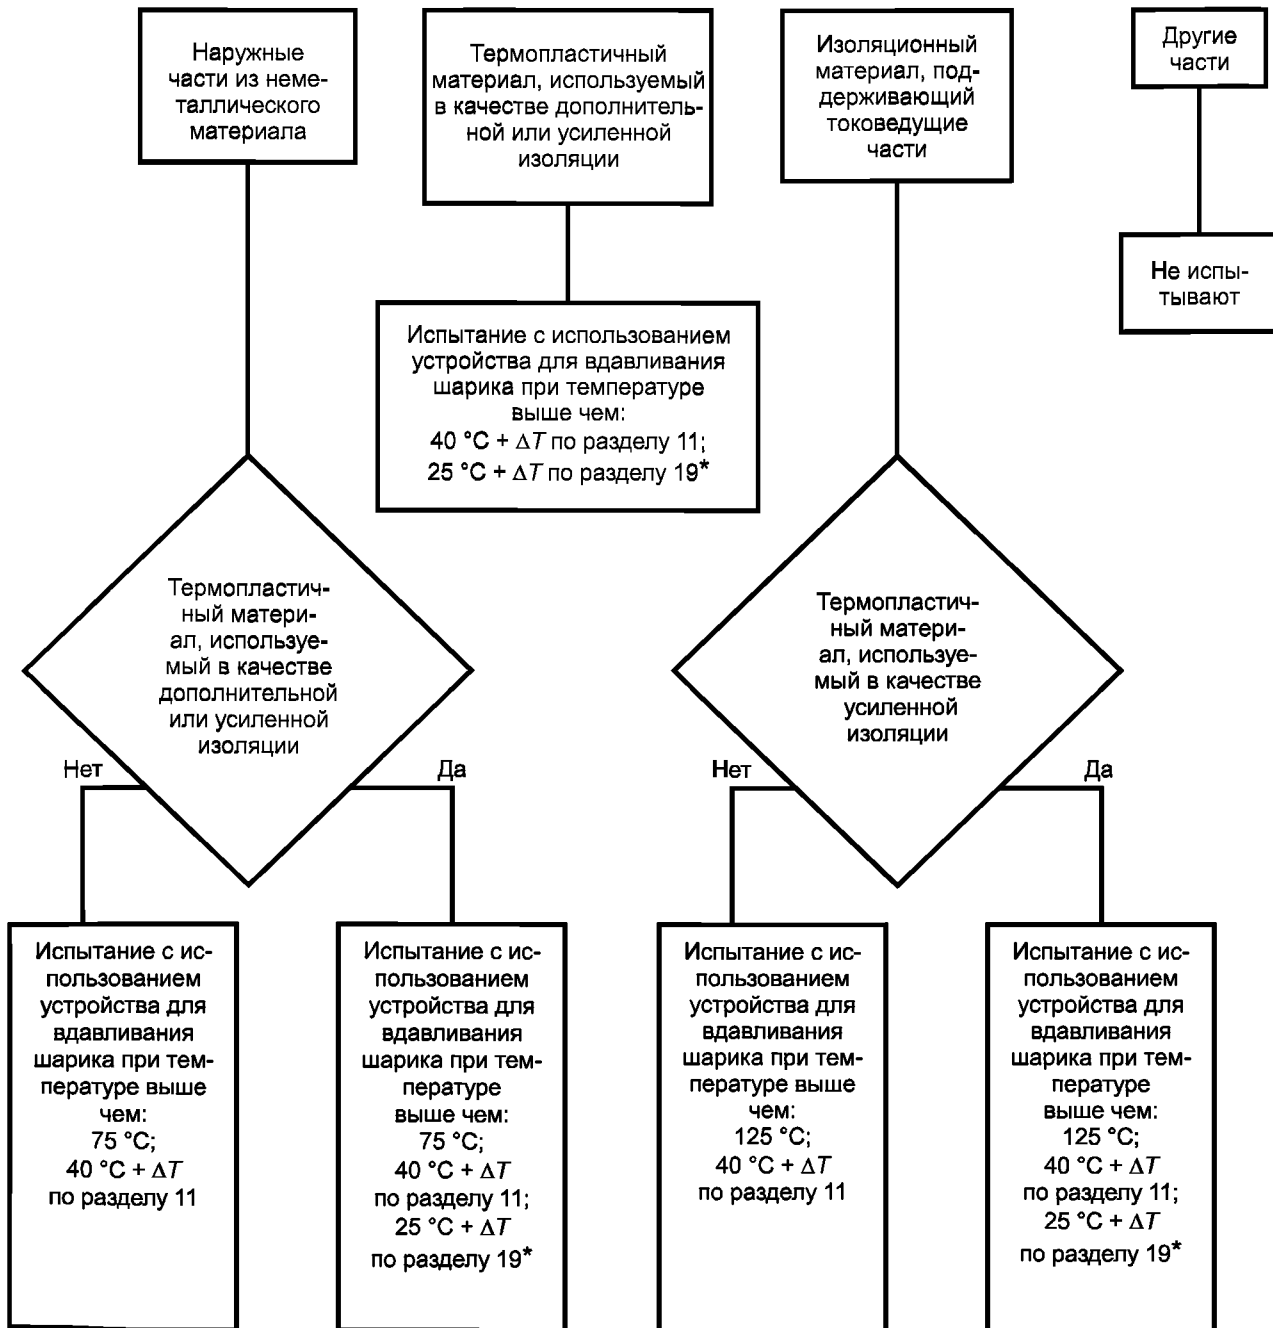 Наружные
части из неме-
таллического
материала
Термопластичный
материал, используемый
в качестве дополнитель-
ной или усиленной
изоляции
Изоляционный
материал, под-
держивающий
токоведущие
части
Другие
части
Не испы-
тывают
Испытание с использованием
устройства для вдавливания
шарика при температуре
выше чем:
40 °C + ΔT по разделу 11;
25 °C + ΔT по разделу 19*
Термопластич-
ный матери-
ал, используе-
мый в качестве
дополнительной
или усиленной
изоляции
Термопластич-
ный матери-
ал, используе-
мый в качестве
усиленной
изоляции
Нет
Да
Нет
Да
Испытание с ис-
пользованием
устройства для
вдавливания
шарика при тем-
пературе выше
чем:
75 °C;
40 °C + ΔT
по разделу 11
Испытание с ис-
пользованием
устройства для
вдавливания
шарика при тем-
пературе
выше чем:
75 °C;
40 °C + ΔT
по разделу 11;
25 °C + ΔT
по разделу 19*
Испытание с ис-
пользованием
устройства для
вдавливания
шарика при тем-
пературе выше
чем:
125 °C;
40 °C + ΔT
по разделу 11
Испытание с ис-
пользованием
устройства для
вдавливания
шарика при тем-
пературе
выше чем:
125 °C;
40 °C + ΔT
по разделу 11;
25 °C + ΔT
по разделу 19*